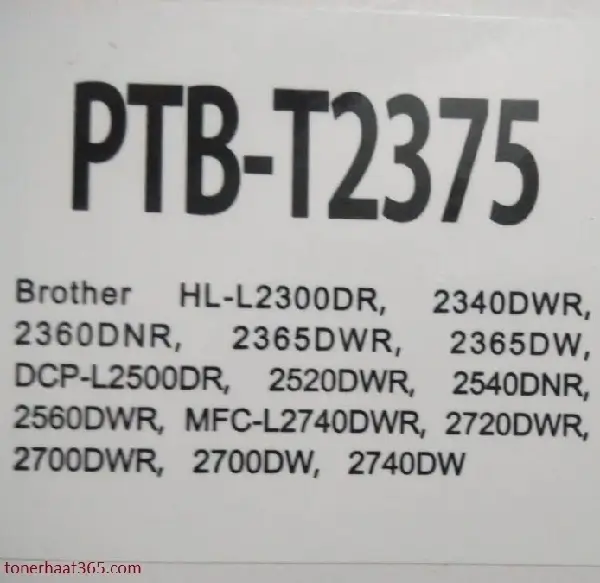 PTB-T2375
Brother HL-L2300DR, 2340DWR,
2360DNR, 2365DWR, 2365DW,
DCP-L2500DR, 2520DWR, 2540DNR,
2560DWR, MFC-L2740DWR, 2720DWR,
2700DWR, 2700DW, 2740DW
tonerhaat365.com